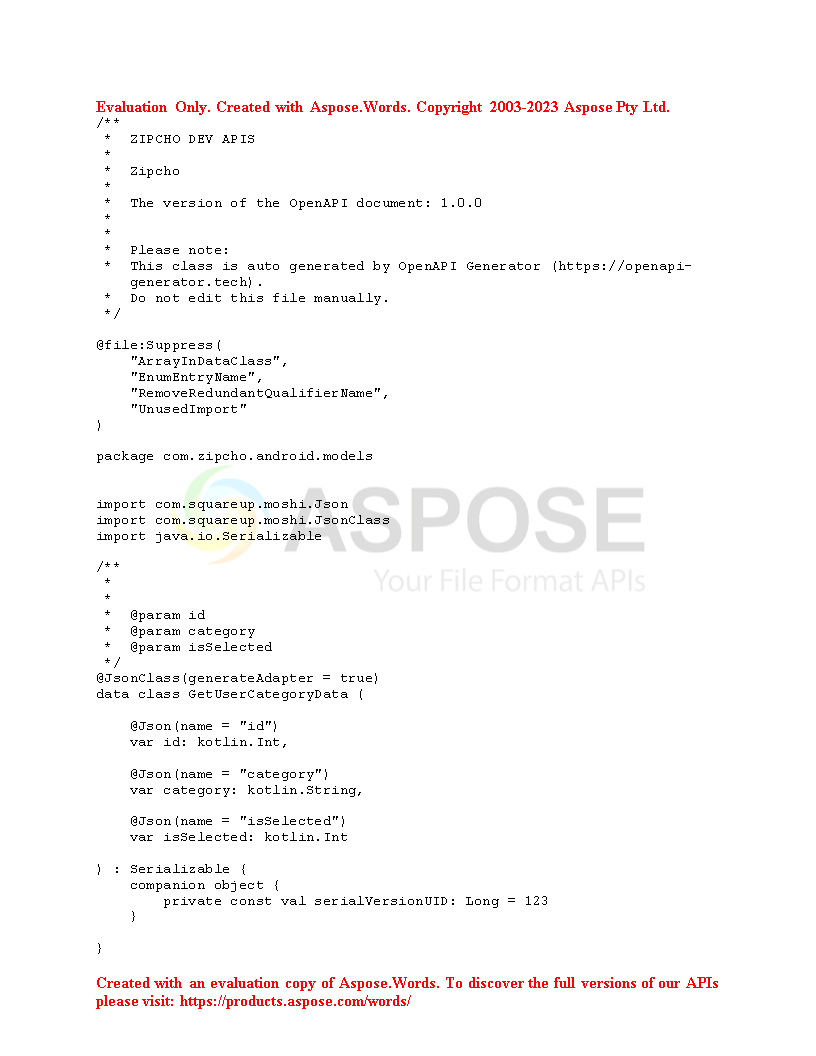 Evaluation Only. Created with Aspose.Words. Copyright 2003-2023 Aspose Pty Ltd.
/**
 *  ZIPCHO DEV APIS
 *
 *  Zipcho
 *
 *  The version of the OpenAPI document: 1.0.0
 *
 *
 *  Please note:
 *  This class is auto generated by OpenAPI Generator (https://openapi-
    generator.tech).
 *  Do not edit this file manually.
 */

@file:Suppress(
    "ArrayInDataClass",
    "EnumEntryName",
    "RemoveRedundantQualifierName",
    "UnusedImport"
)

package com.zipcho.android.models

import com.squareup.moshi.Json
import com.squareup.moshi.JsonClass
import java.io.Serializable
ASPOSE
Your File Format APIs

/**
 *
 *
 *  @param id
 *  @param category
 *  @param isSelected
 */
@JsonClass(generateAdapter = true)
data class GetUserCategoryData (

    @Json(name = "id")
    var id: kotlin.Int,

    @Json(name = "category")
    var category: kotlin.String,

    @Json(name = "isSelected")
    var isSelected: kotlin.Int

) : Serializable {
    companion object {
        private const val serialVersionUID: Long = 123
    }

}

Created with an evaluation copy of Aspose.Words. To discover the full versions of our APIs
please visit: https://products.aspose.com/words/